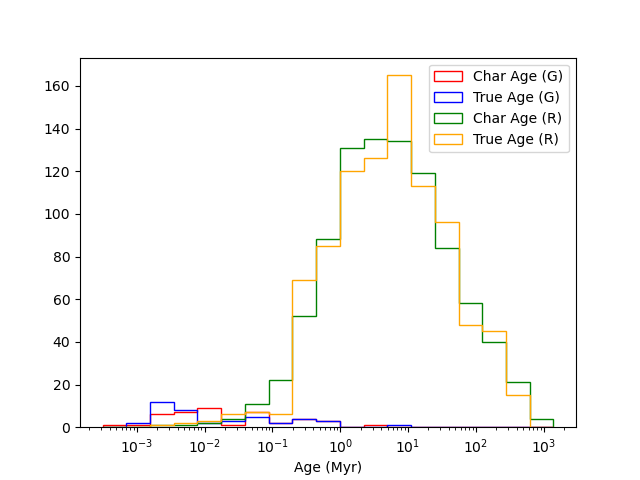 160
140
120
100
80
60
40
20
0
10⁻³ 10⁻² 10⁻¹ 10⁰ 10¹ 10² 10³
Age (Myr)
Char Age (G)
True Age (G)
Char Age (R)
True Age (R)